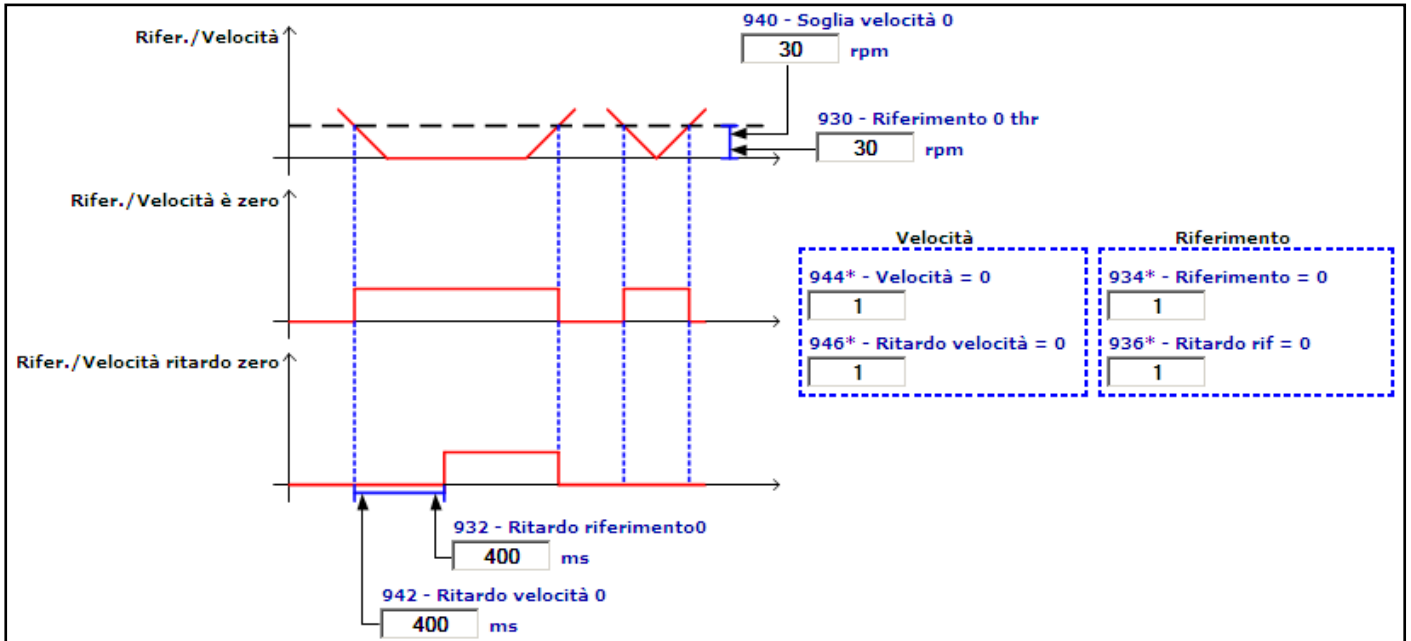 940 - Soglia velocità 0
Rifer./Velocità
30 rpm
930 - Riferimento 0 thr
30 rpm
Rifer./Velocità è zero
Velocità
Riferimento
944* - Velocità = 0
934* - Riferimento = 0
1
1
946* - Ritardo velocità = 0
936* - Ritardo rif = 0
Rifer./Velocità ritardo zero
1
1
932 - Ritardo riferimento0
400 ms
942 - Ritardo velocità 0
400 ms